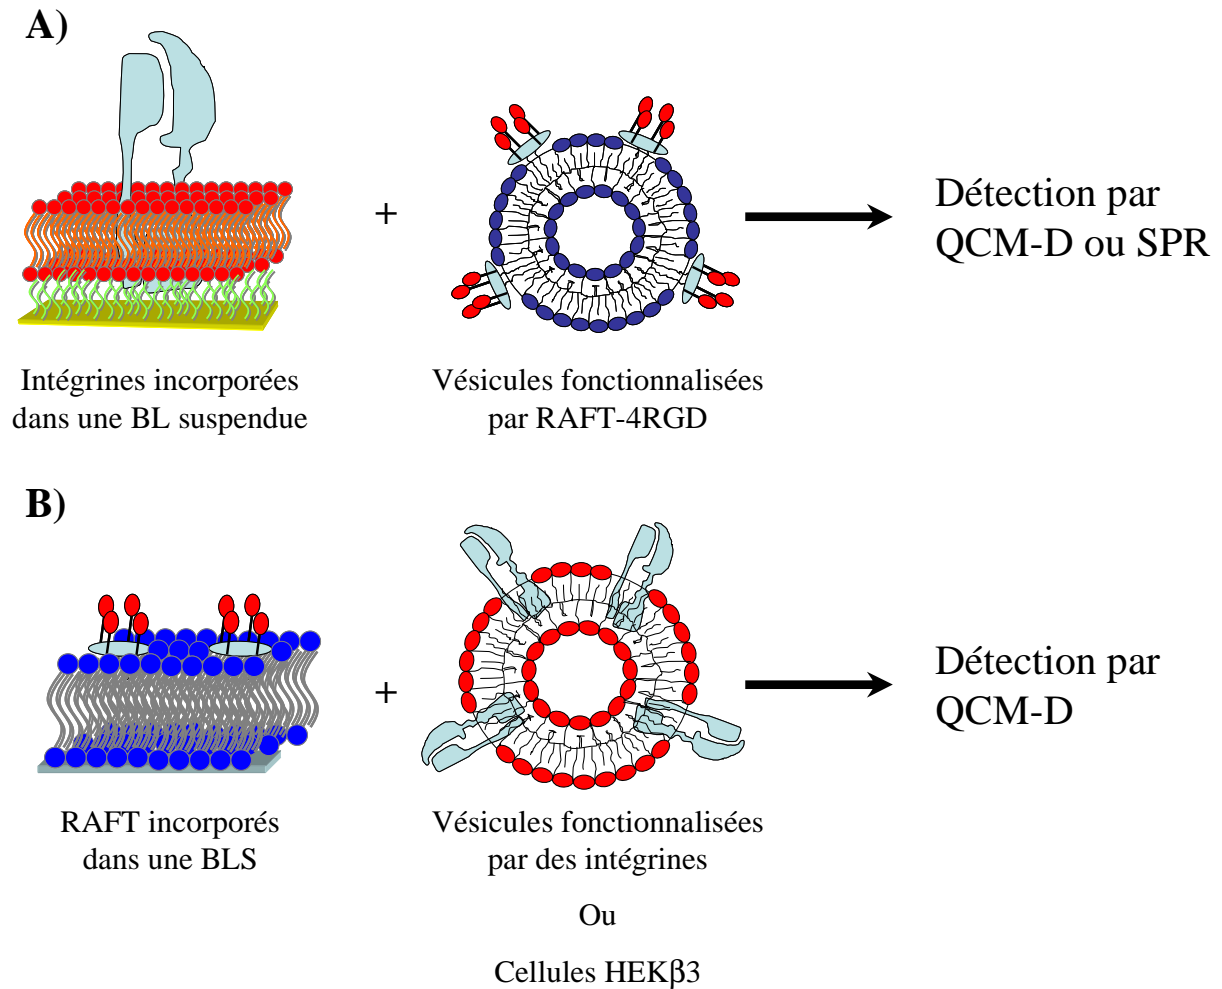 A)
+
Détection par
QCM-D ou SPR
Intégrines incorporées
dans une BL suspendue
Vésicules fonctionnalisées
par RAFT-4RGD
B)
+
Détection par
QCM-D
RAFT incorporés
dans une BLS
Vésicules fonctionnalisées
par des intégrines
Ou
Cellules HEKβ3